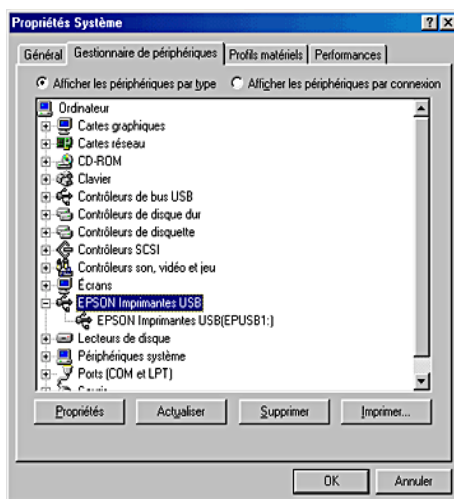 Propriétés Système
Général Gestionnaire de périphériques Profils matériels Performances
Afficher les périphériques par type Afficher les périphériques par connexion
Ordinateur
Cartes graphiques
Cartes réseau
CD-ROM
Clavier
Contrôleurs de bus USB
Contrôleurs de disque dur
Contrôleurs de disquette
Contrôleurs SCSI
Contrôleurs son, vidéo et jeu
Écrans
EPSON Imprimantes USB
EPSON Imprimantes USB(EPUSB1:)
Lecteurs de disque
Périphériques système
Ports (COM et LPT)
Souris
Propriétés Actualiser Supprimer Imprimer...
OK Annuler